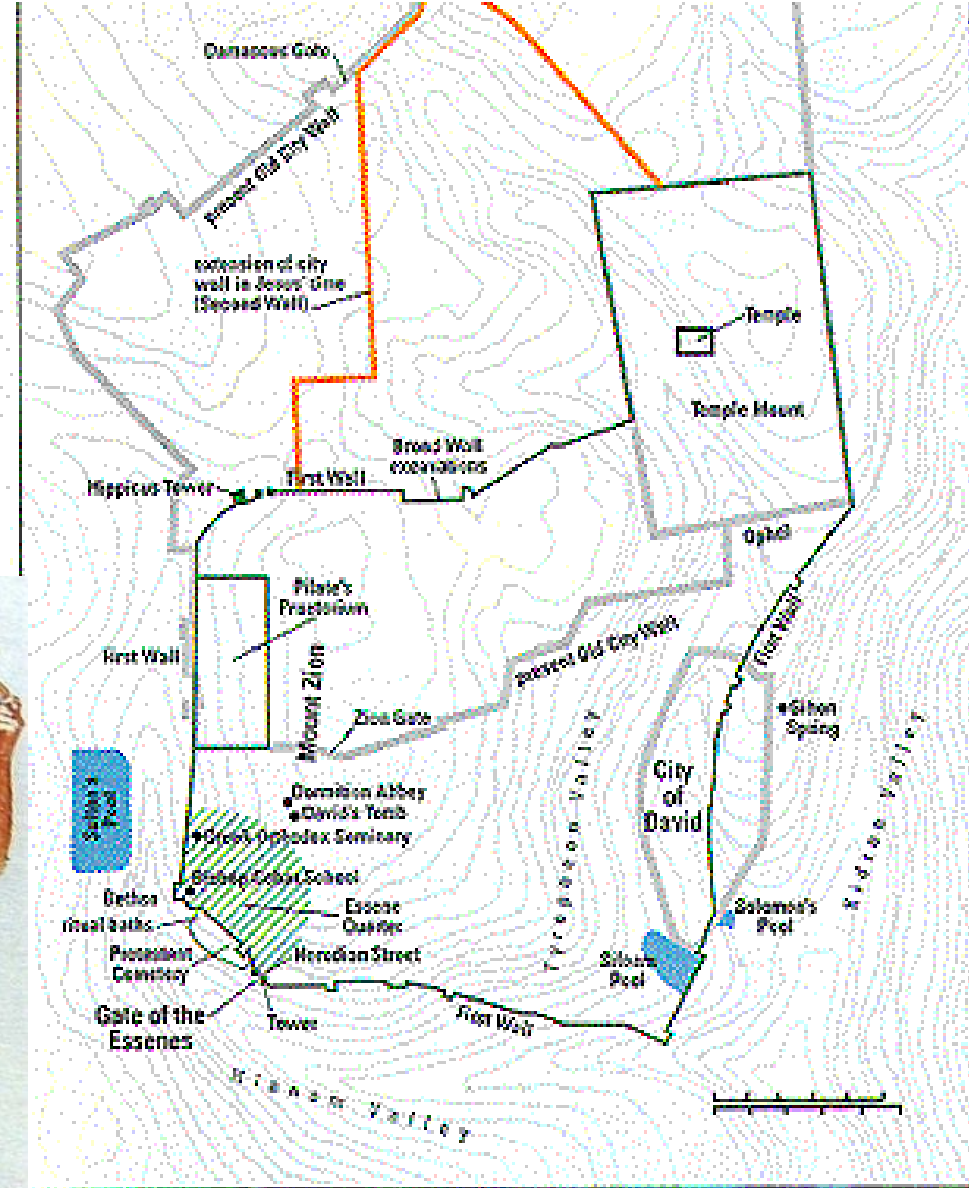 Damascus Gate
Present Old City Wall
extension of city
wall in Jesus' time
(Second Wall)
Temple
Temple Mount
Broad Wall
excavations
First Wall
Hippicus Tower
Ophel
Pilate's
Praetorium
First Wall
First Wall
Present Old City Wall
Mount Zion
Zion Gate
Gihon
Spring
City
of
David
Tyropoeon Valley
Kidron Valley
Dormition Abbey
David's Tomb
Greek Orthodox Seminary
Bishop Gobat School
Bethso
ritual baths
Essene
Quarter
Protestant
Cemetery
Herodian Street
Solomon's
Pool
Siloam
Pool
Gate of the
Essenes
Tower
First Wall
Hinnom Valley